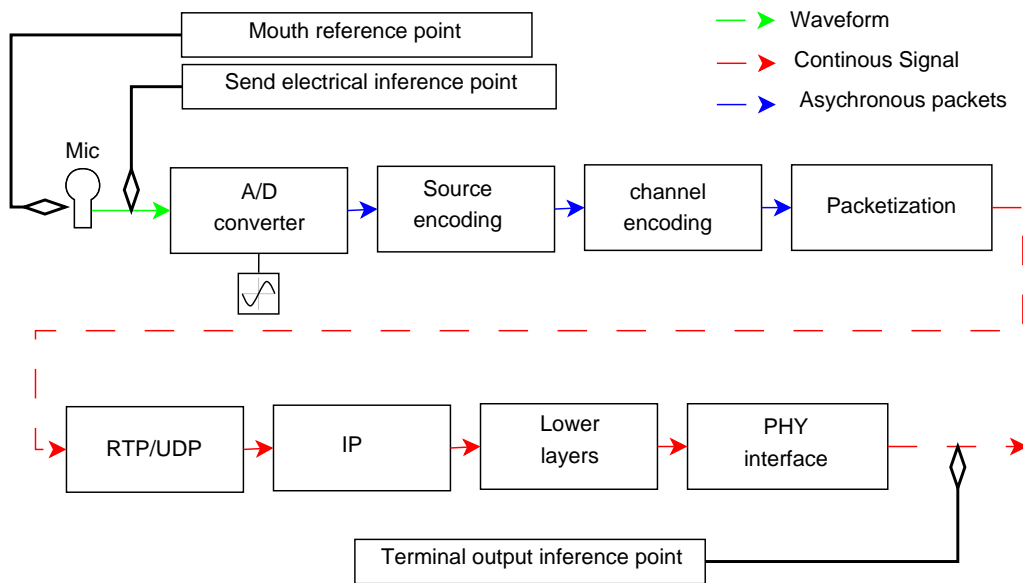 Mouth reference point
Send electrical inference point
Waveform
Continous Signal
Asychronous packets
Mic
A/D
converter
Source
encoding
channel
encoding
Packetization
RTP/UDP
IP
Lower
layers
PHY
interface
Terminal output inference point